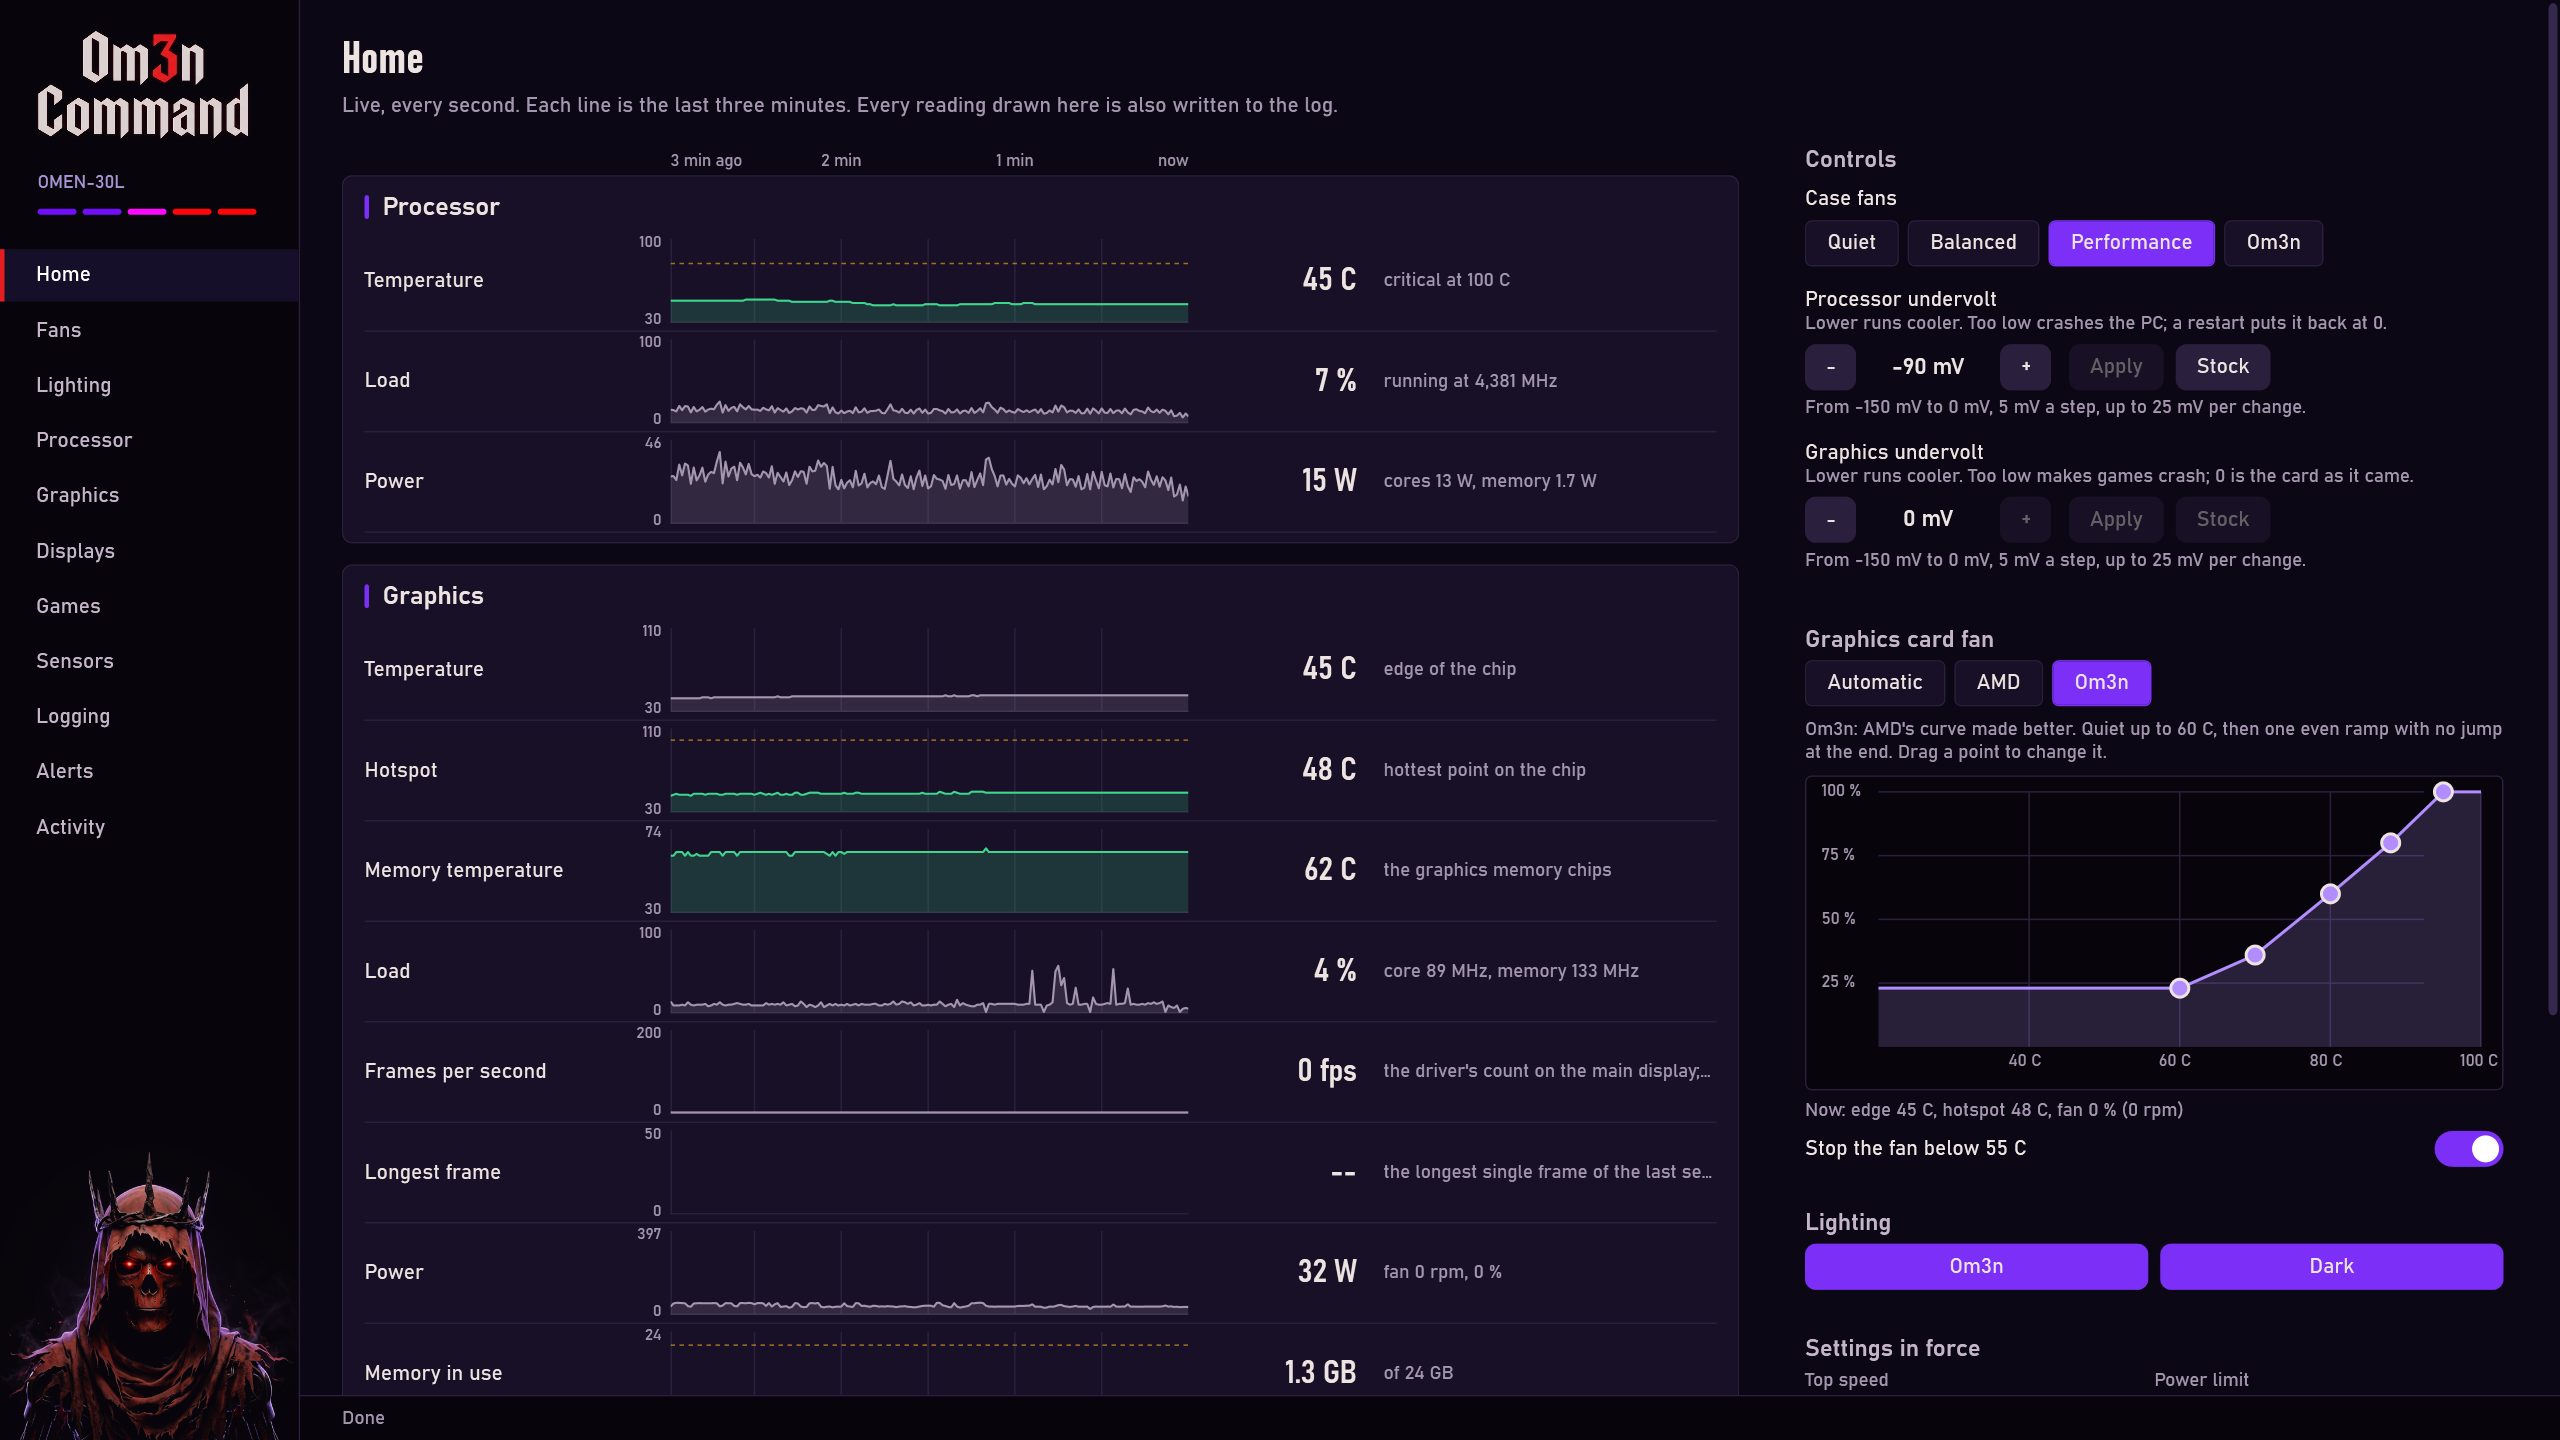 Om3n
Command
OMEN-30L
Home
Fans
Lighting
Processor
Graphics
Displays
Games
Sensors
Logging
Alerts
Activity
Home
Live, every second. Each line is the last three minutes. Every reading drawn here is also written to the log.
3 min ago 2 min 1 min now
Processor
100
Temperature 45 C critical at 100 C
30
100
Load 7 % running at 4,381 MHz
0
46
Power 15 W cores 13 W, memory 1.7 W
0
Graphics
110
Temperature 45 C edge of the chip
30
110
Hotspot 48 C hottest point on the chip
30
74
Memory temperature 62 C the graphics memory chips
30
100
Load 4 % core 89 MHz, memory 133 MHz
0
200
Frames per second 0 fps the driver's count on the main display;...
0
50
Longest frame -- the longest single frame of the last se...
0
397
Power 32 W fan 0 rpm, 0 %
0
24
Memory in use 1.3 GB of 24 GB
Done
Controls
Case fans
Quiet Balanced Performance Om3n
Processor undervolt
Lower runs cooler. Too low crashes the PC; a restart puts it back at 0.
- -90 mV + Apply Stock
From -150 mV to 0 mV, 5 mV a step, up to 25 mV per change.
Graphics undervolt
Lower runs cooler. Too low makes games crash; 0 is the card as it came.
- 0 mV + Apply Stock
From -150 mV to 0 mV, 5 mV a step, up to 25 mV per change.
Graphics card fan
Automatic AMD Om3n
Om3n: AMD's curve made better. Quiet up to 60 C, then one even ramp with no jump
at the end. Drag a point to change it.
100 %
75 %
50 %
25 %
40 C 60 C 80 C 100 C
Now: edge 45 C, hotspot 48 C, fan 0 % (0 rpm)
Stop the fan below 55 C
Lighting
Om3n Dark
Settings in force
Top speed Power limit